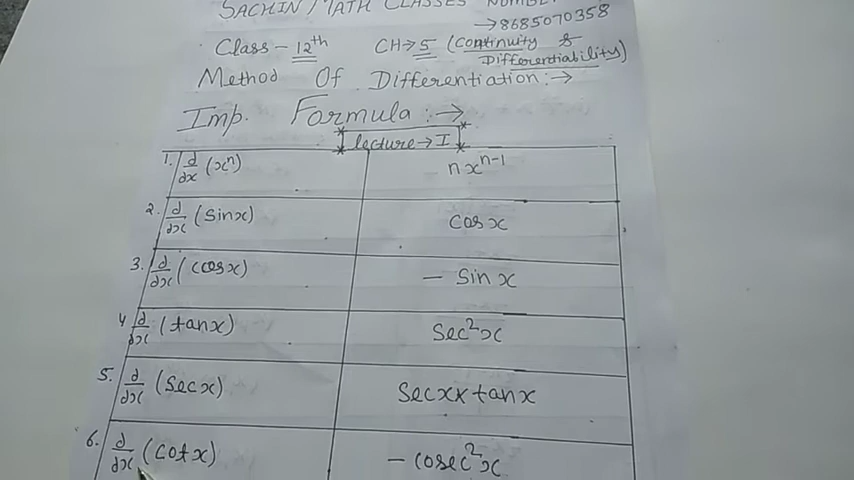 SACHIN MATH CLASSES
→8685070358
Class - 12th CH→5 (Continuity & Differentiability)
Method Of Differentiation:→
Imp. Formula:→
lecture→I
1. d/dx (xⁿ) nxⁿ⁻¹
2. d/dx (sinx) cosx
3. d/dx (cosx) - Sinx
4 d/dx (tanx) Sec²x
5. d/dx (Secx) Secx×tanx
6. d/dx (cotx) - cosec²x